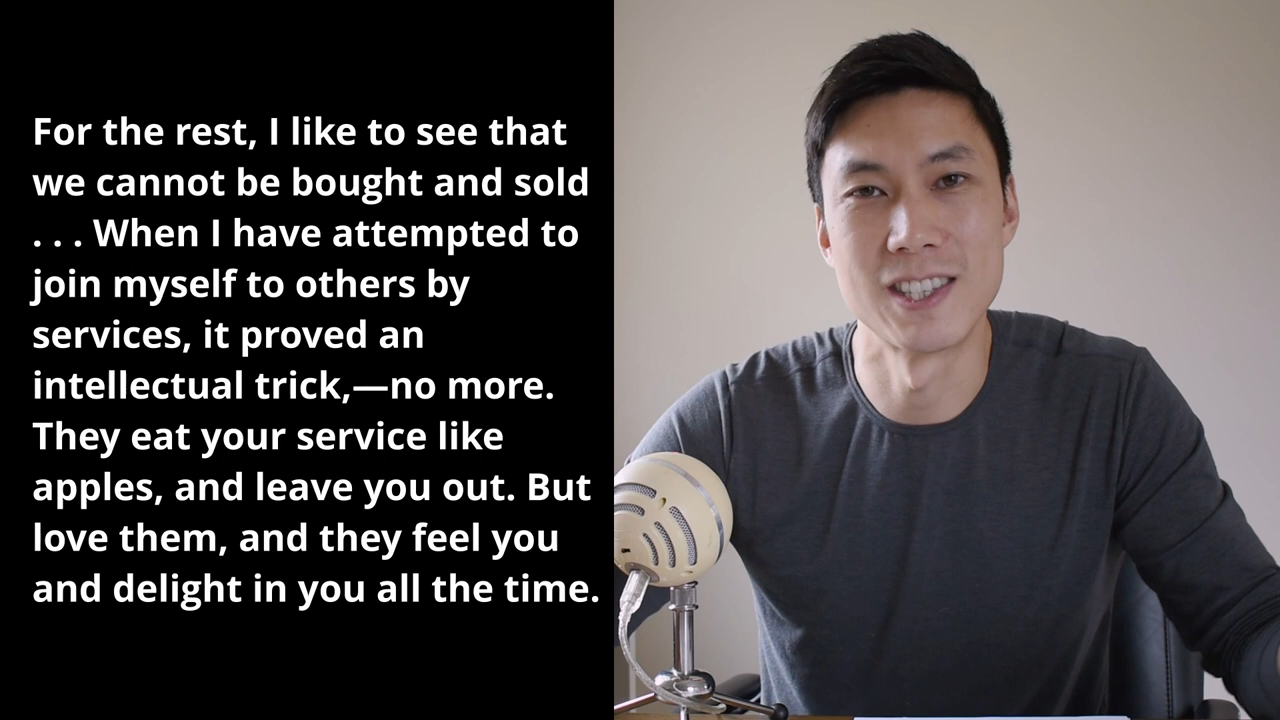 For the rest, I like to see that
we cannot be bought and sold
. . . When I have attempted to
join myself to others by
services, it proved an
intellectual trick,—no more.
They eat your service like
apples, and leave you out. But
love them, and they feel you
and delight in you all the time.